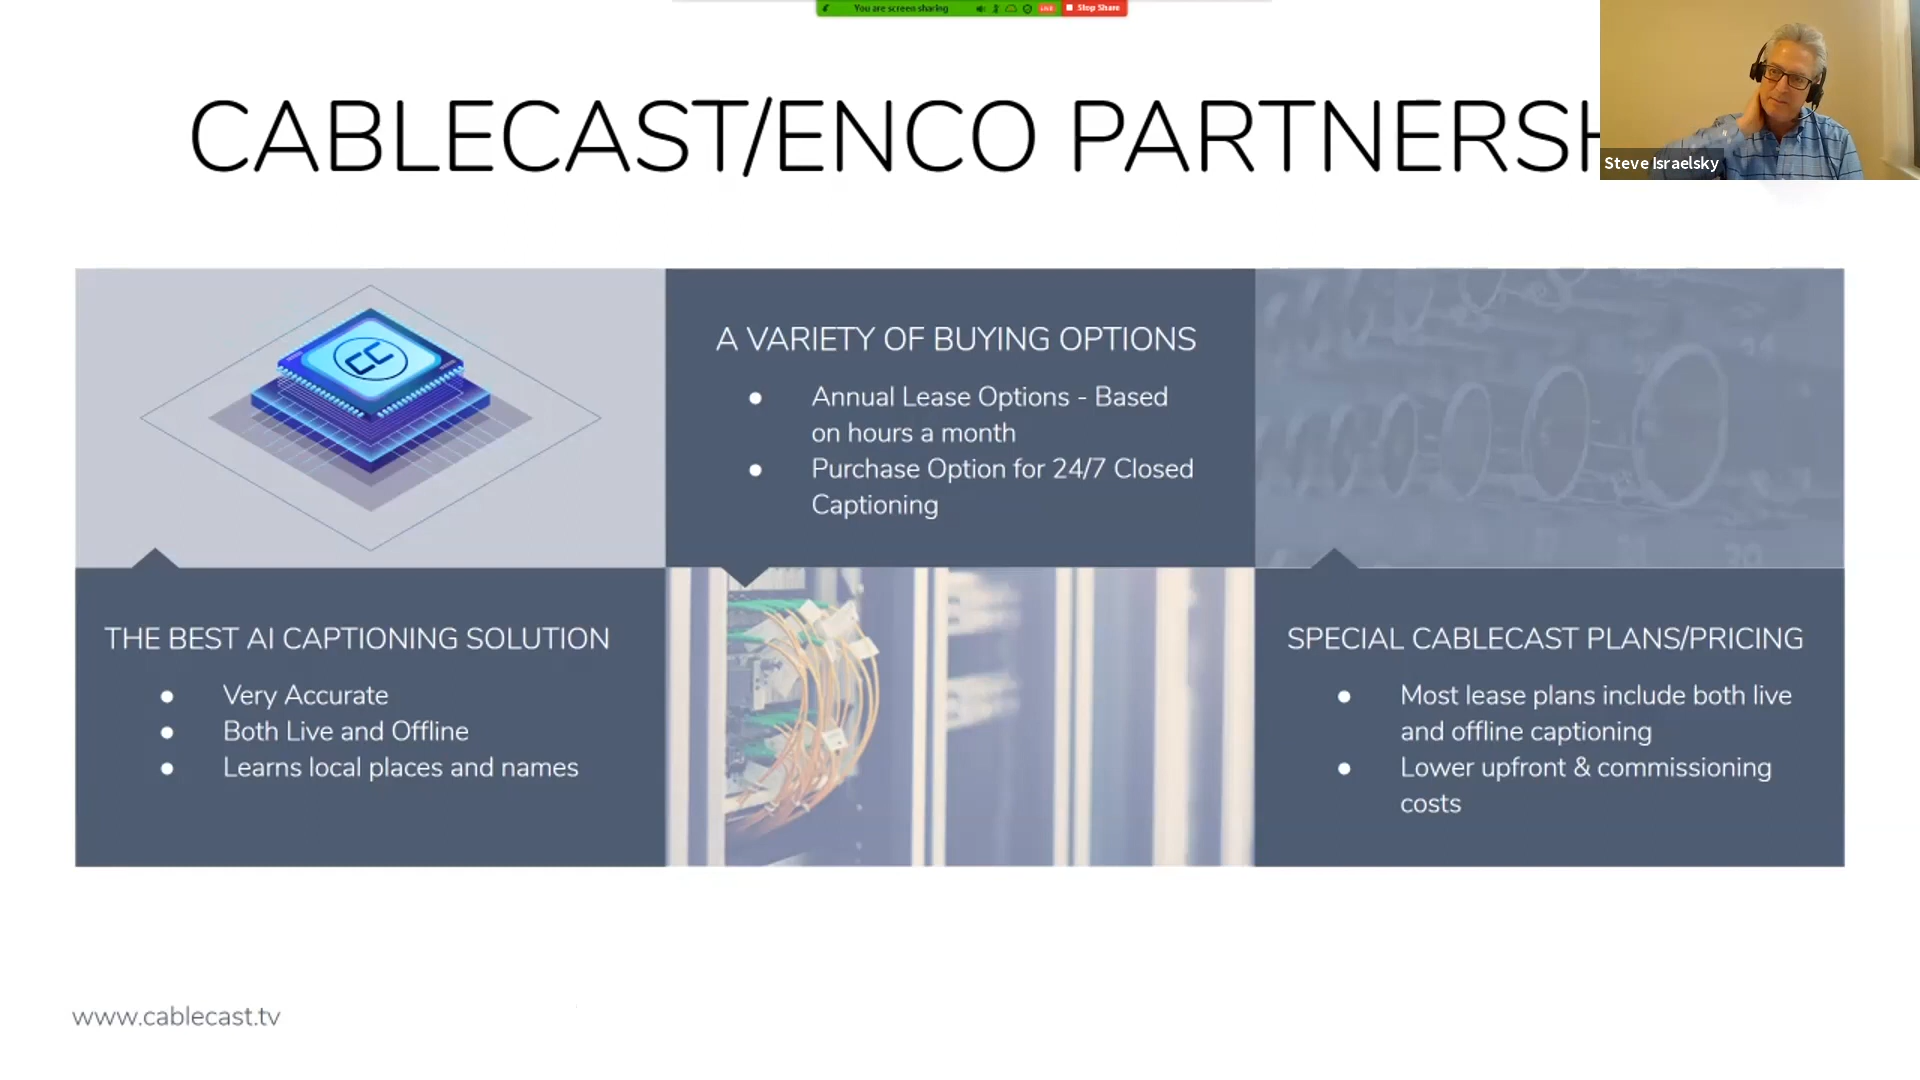 You are screen sharing
LIVE
Stop Share
CABLECAST/ENCO PARTNERSH
Steve Israelsky
CC
A VARIETY OF BUYING OPTIONS
● Annual Lease Options - Based
on hours a month
● Purchase Option for 24/7 Closed
Captioning
THE BEST AI CAPTIONING SOLUTION
● Very Accurate
● Both Live and Offline
● Learns local places and names
SPECIAL CABLECAST PLANS/PRICING
● Most lease plans include both live
and offline captioning
● Lower upfront & commissioning
costs
www.cablecast.tv